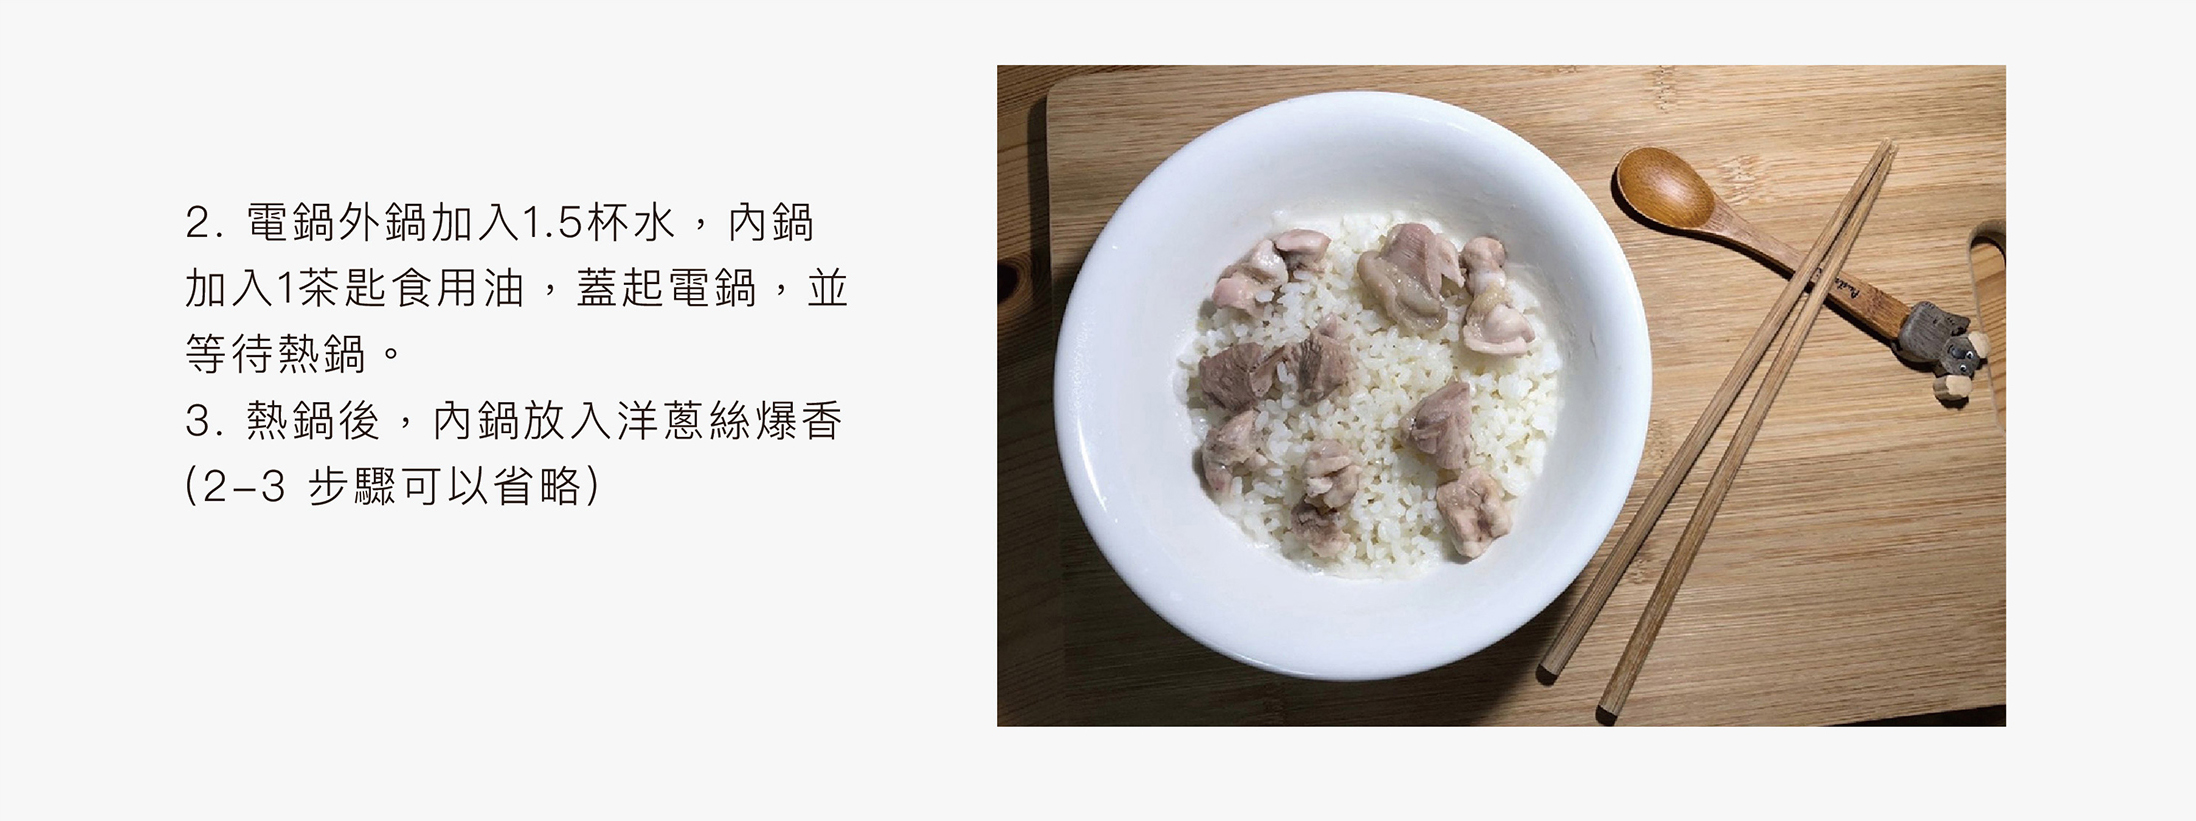 2. 電鍋外鍋加入1.5杯水，內鍋
加入1茶匙食用油，蓋起電鍋，並
等待熱鍋。
3. 熱鍋後，內鍋放入洋蔥絲爆香
(2–3 步驟可以省略)